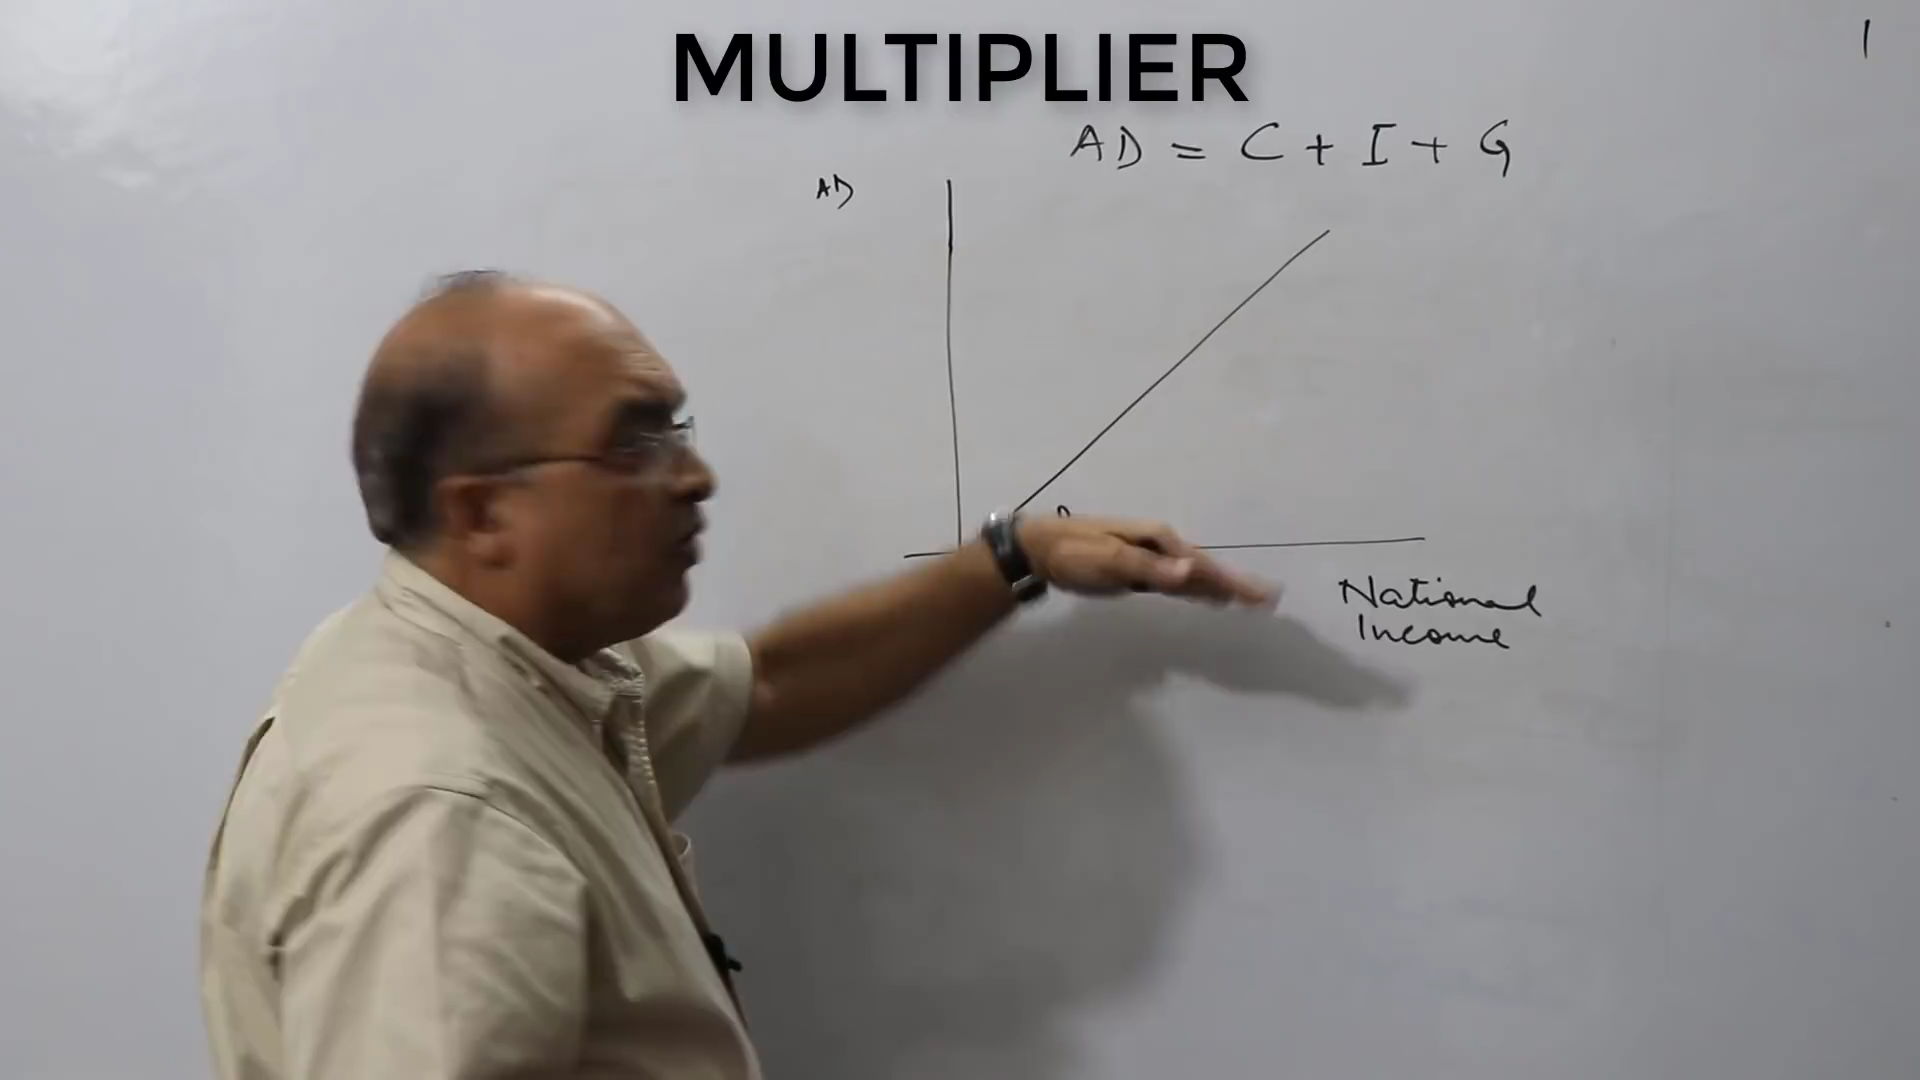 MULTIPLIER
AD = C + I + G
AD
National
Income